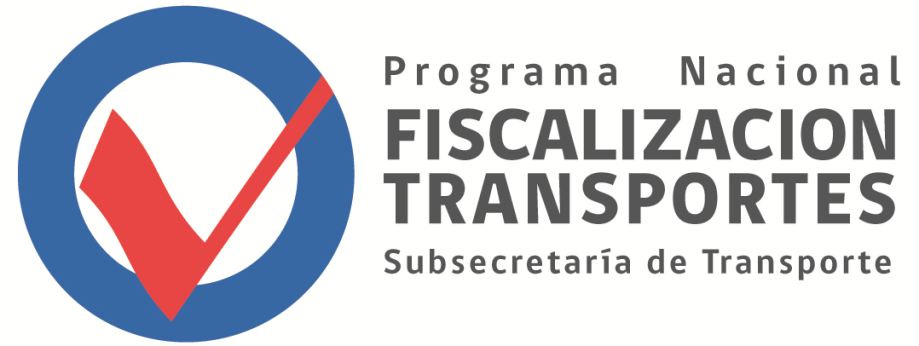 Programa Nacional
FISCALIZACION
TRANSPORTES
Subsecretaría de Transporte